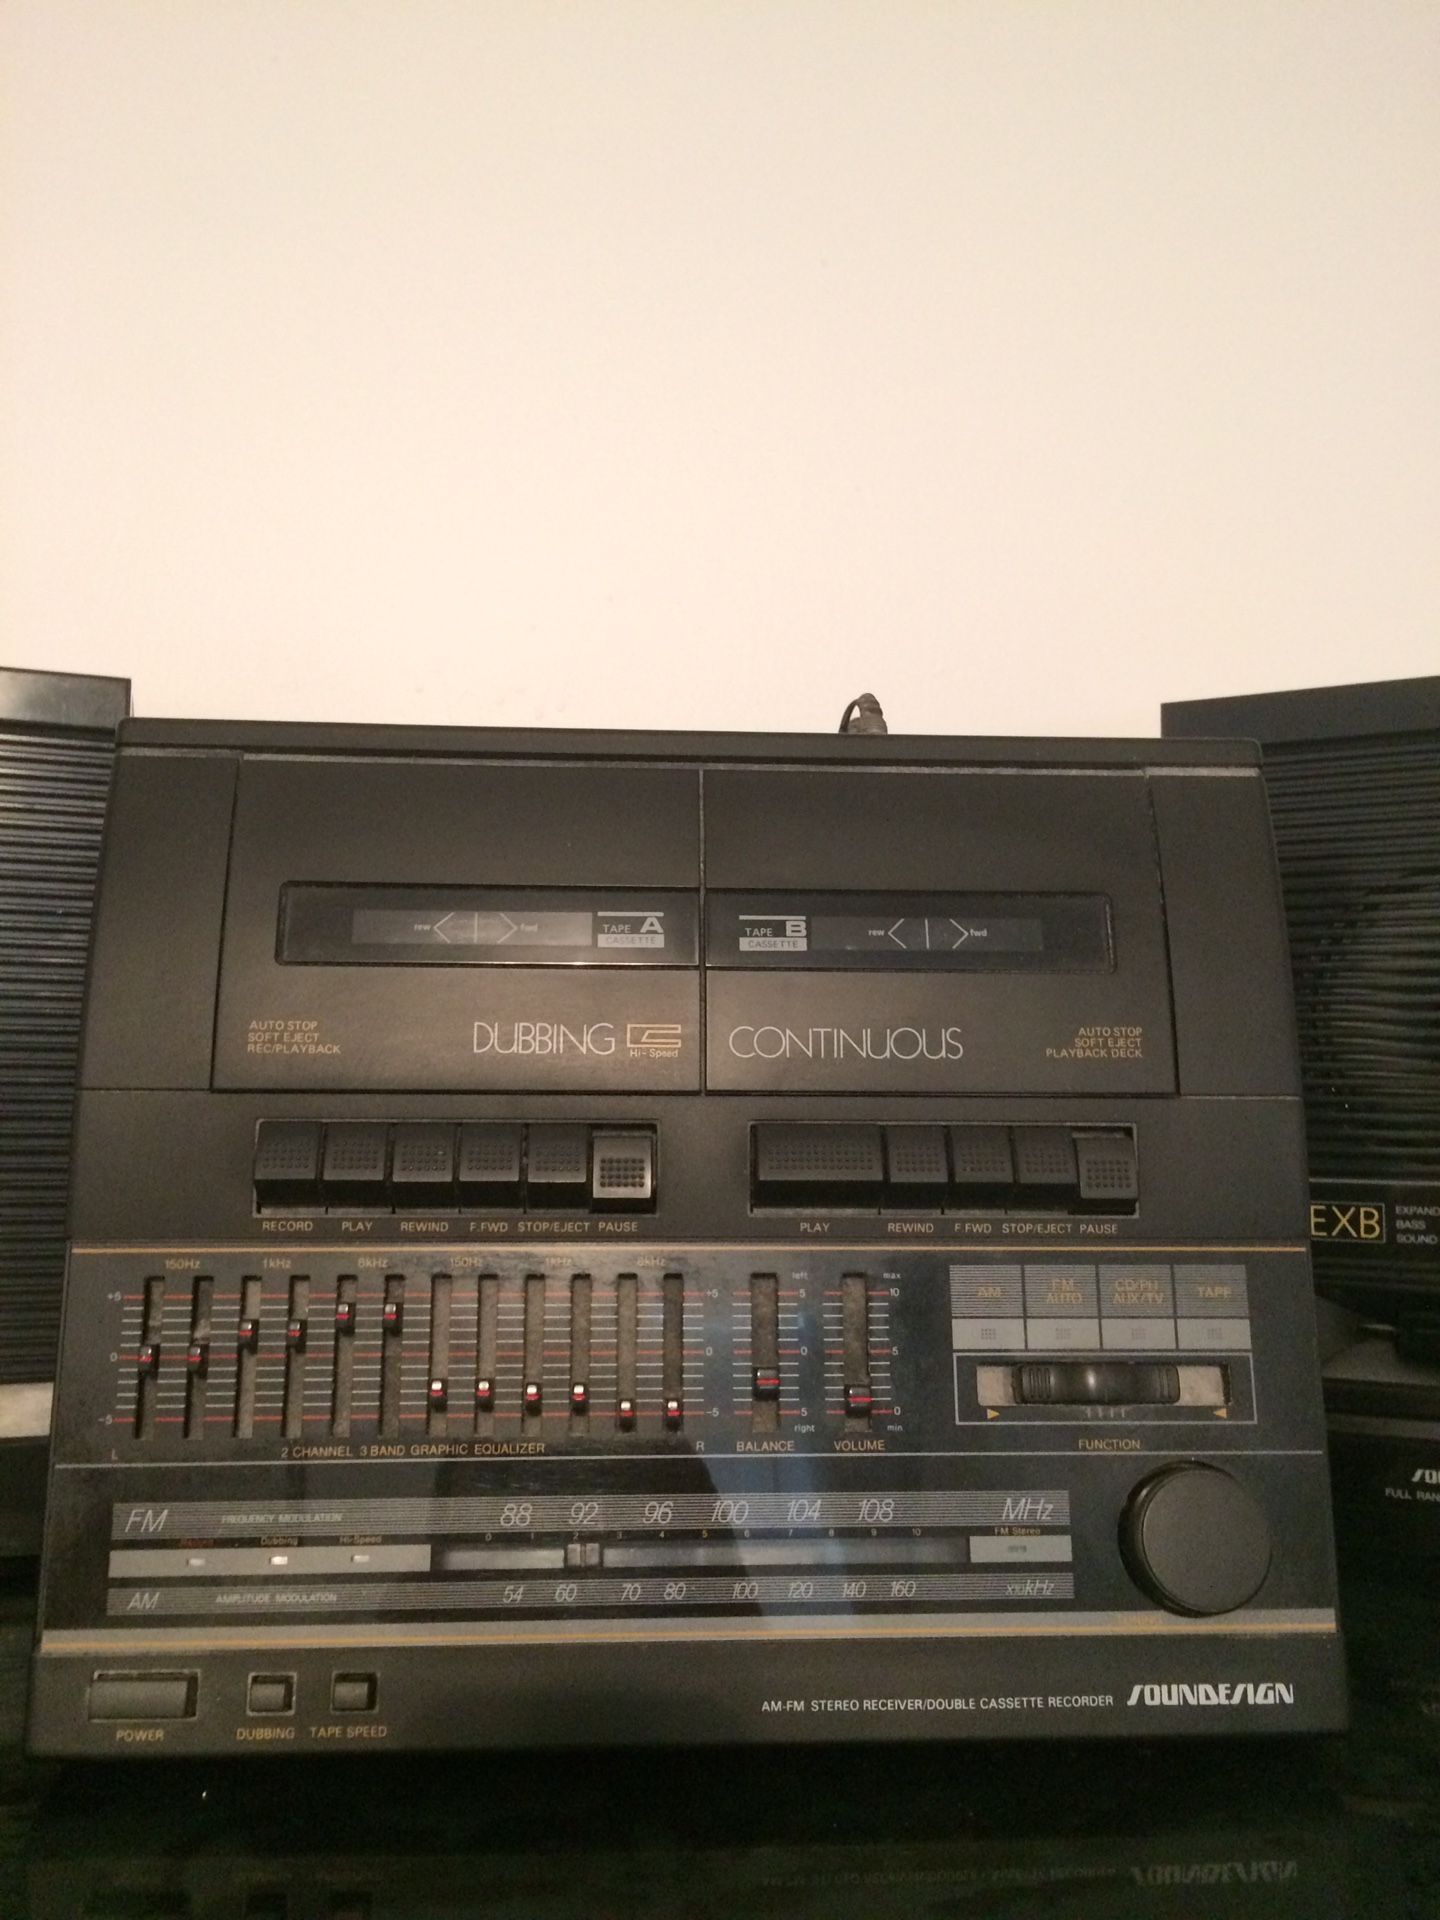 rew fwd TAPE A
CASSETTE
TAPE B rew fwd
CASSETTE
AUTO STOP
SOFT EJECT
REC/PLAYBACK
DUBBING
Hi-Speed
CONTINUOUS
AUTO STOP
SOFT EJECT
PLAYBACK DECK
RECORD PLAY REWIND F.FWD STOP/EJECT PAUSE
PLAY REWIND F.FWD STOP/EJECT PAUSE
EXB
EXPAND
BASS
SOUND
150Hz 1kHz 8kHz 150Hz 1kHz 8kHz
+5 +5
0 0
-5 -5
L 2 CHANNEL 3 BAND GRAPHIC EQUALIZER R
left
5
0
5
right
BALANCE
max
10
5
0
min
VOLUME
AM
FM
AUTO
CD/PH
AUX/TV
TAPE
FUNCTION
FM FREQUENCY MODULATION 88 92 96 100 104 108 MHz
Dubbing Hi-Speed 0 1 2 3 4 5 6 7 8 9 10 FM Stereo
AM AMPLITUDE MODULATION 54 60 70 80 100 120 140 160 x10kHz
POWER DUBBING TAPE SPEED
AM-FM STEREO RECEIVER/DOUBLE CASSETTE RECORDER SOUNDESIGN
FULL RAN